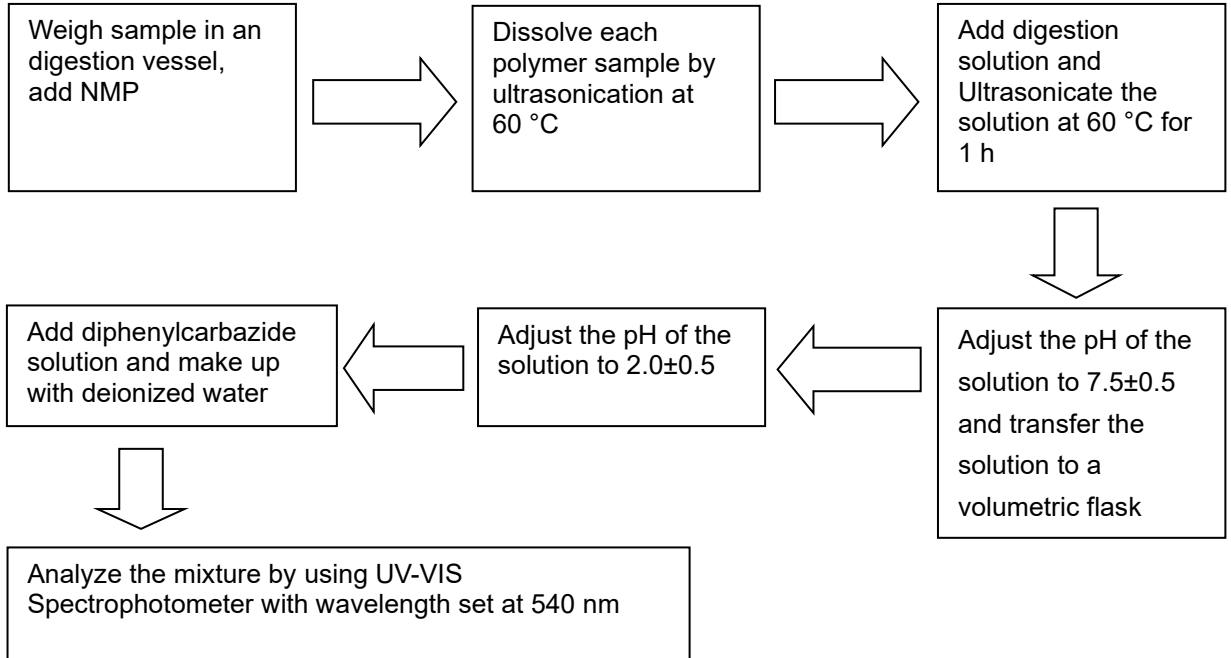 Weigh sample in an
digestion vessel,
add NMP
Dissolve each
polymer sample by
ultrasonication at
60 °C
Add digestion
solution and
Ultrasonicate the
solution at 60 °C for
1 h
Adjust the pH of the
solution to 7.5±0.5
and transfer the
solution to a
volumetric flask
Adjust the pH of the
solution to 2.0±0.5
Add diphenylcarbazide
solution and make up
with deionized water
Analyze the mixture by using UV-VIS
Spectrophotometer with wavelength set at 540 nm